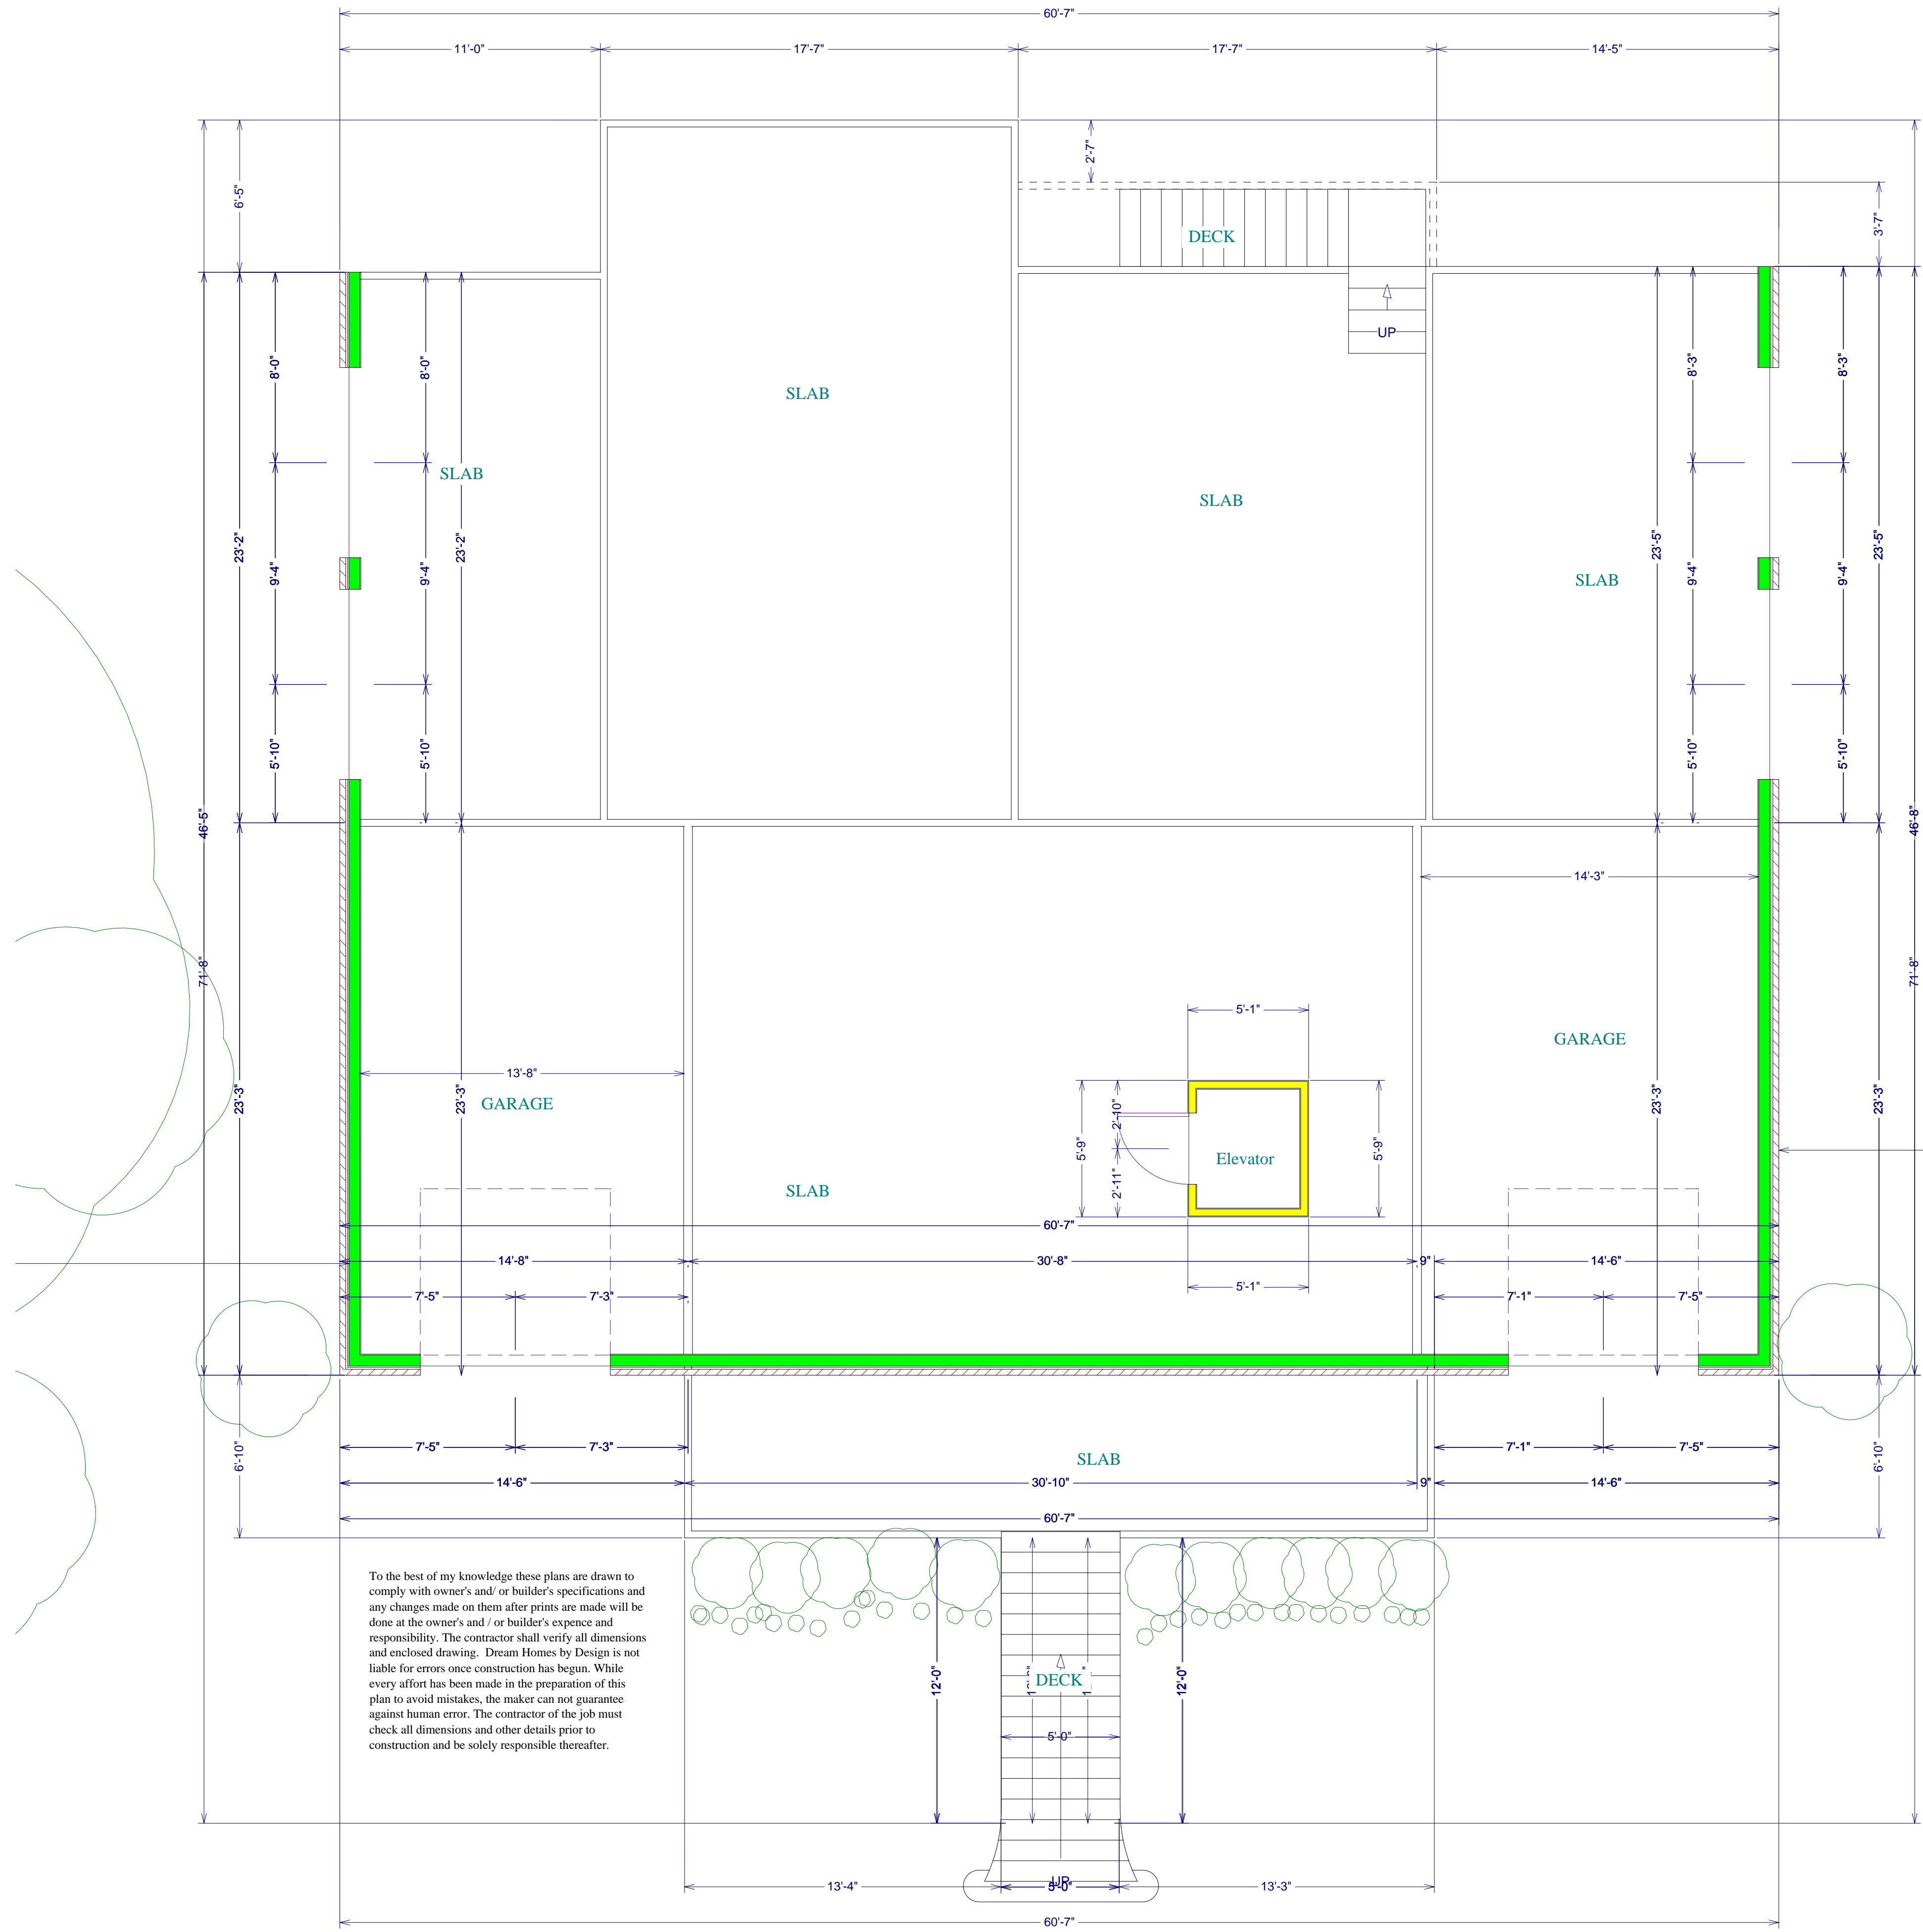 60'-7"
11'-0" 17'-7" 17'-7" 14'-5"
2'-7"
6'-5"
3'-7"
DECK
UP
8'-0" 8'-0" 8'-3" 8'-3"
SLAB
SLAB
SLAB
23'-2" 23'-2" 23'-5" 23'-5"
9'-4" 9'-4" 9'-4" 9'-4"
SLAB
5'-10" 5'-10" 5'-10" 5'-10"
46'-5" 46'-8"
14'-3"
71'-8" 71'-8"
5'-1"
GARAGE
13'-8"
GARAGE
23'-3" 23'-3" 23'-3" 23'-3"
2'-10"
5'-9" 5'-9"
Elevator
2'-11"
SLAB
60'-7"
14'-8" 30'-8" 9" 14'-6"
5'-1"
7'-5" 7'-3" 7'-1" 7'-5"
7'-5" 7'-3" 7'-1" 7'-5"
6'-10" 6'-10"
SLAB
14'-6" 30'-10" 9" 14'-6"
60'-7"
To the best of my knowledge these plans are drawn to
comply with owner's and/ or builder's specifications and
any changes made on them after prints are made will be
done at the owner's and / or builder's expence and
responsibility. The contractor shall verify all dimensions
and enclosed drawing.  Dream Homes by Design is not
liable for errors once construction has begun. While
every affort has been made in the preparation of this
plan to avoid mistakes, the maker can not guarantee
against human error. The contractor of the job must
check all dimensions and other details prior to
construction and be solely responsible thereafter.
12'-0" 12'-0"
DECK
5'-0"
UP
13'-4" 5'-0" 13'-3"
60'-7"